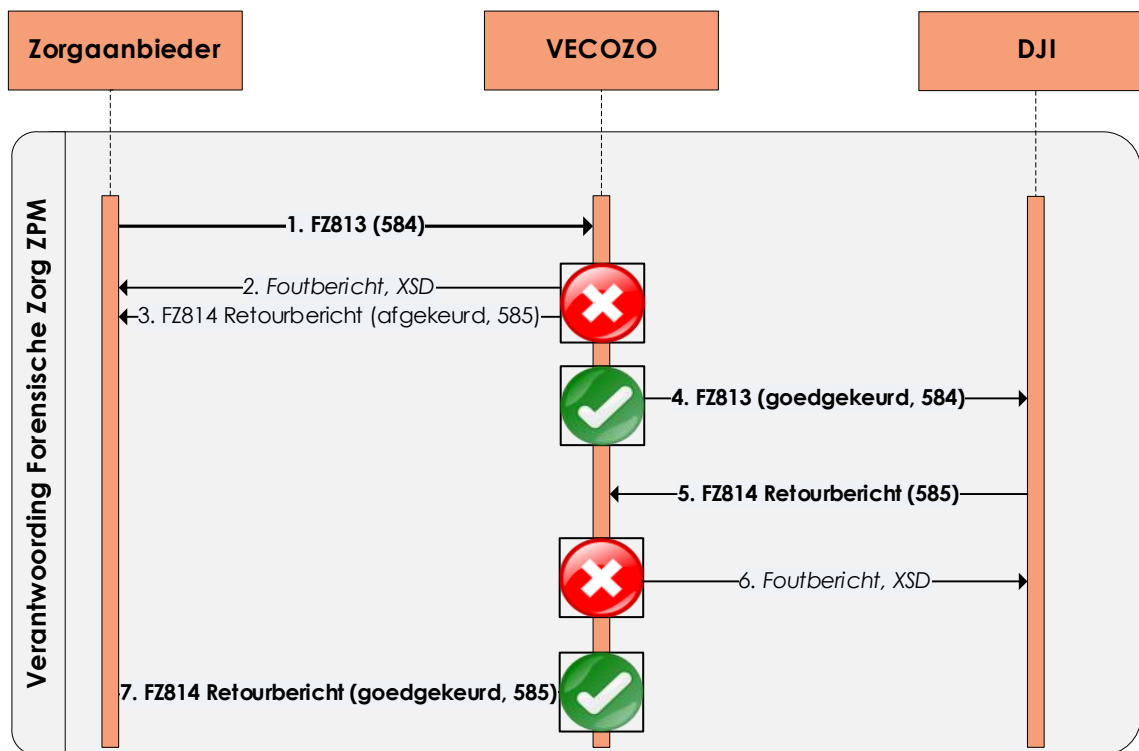 Zorgaanbieder
VECOZO
DJI
Verantwoording Forensische Zorg ZPM
1. FZ813 (584)
2. Foutbericht, XSD
3. FZ814 Retourbericht (afgekeurd, 585)
4. FZ813 (goedgekeurd, 584)
5. FZ814 Retourbericht (585)
6. Foutbericht, XSD
7. FZ814 Retourbericht (goedgekeurd, 585)